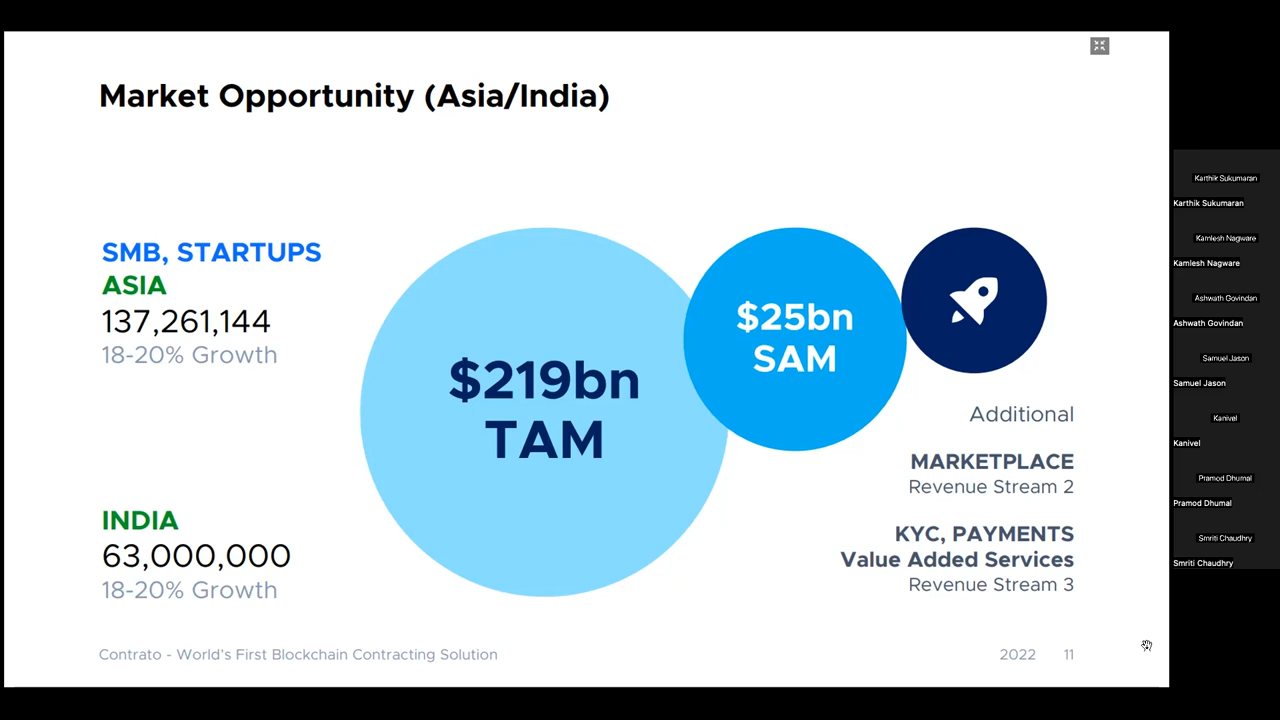 Market Opportunity (Asia/India)
SMB, STARTUPS
ASIA
137,261,144
18-20% Growth
INDIA
63,000,000
18-20% Growth
$219bn
TAM
$25bn
SAM
Additional
MARKETPLACE
Revenue Stream 2
KYC, PAYMENTS
Value Added Services
Revenue Stream 3
Contrato - World's First Blockchain Contracting Solution
2022 11
Karthik Sukumaran
Karthik Sukumaran
Kamlesh Nagware
Kamlesh Nagware
Ashwath Govindan
Ashwath Govindan
Samuel Jason
Samuel Jason
Kanivel
Kanivel
Pramod Dhumal
Pramod Dhumal
Smriti Chaudhry
Smriti Chaudhry